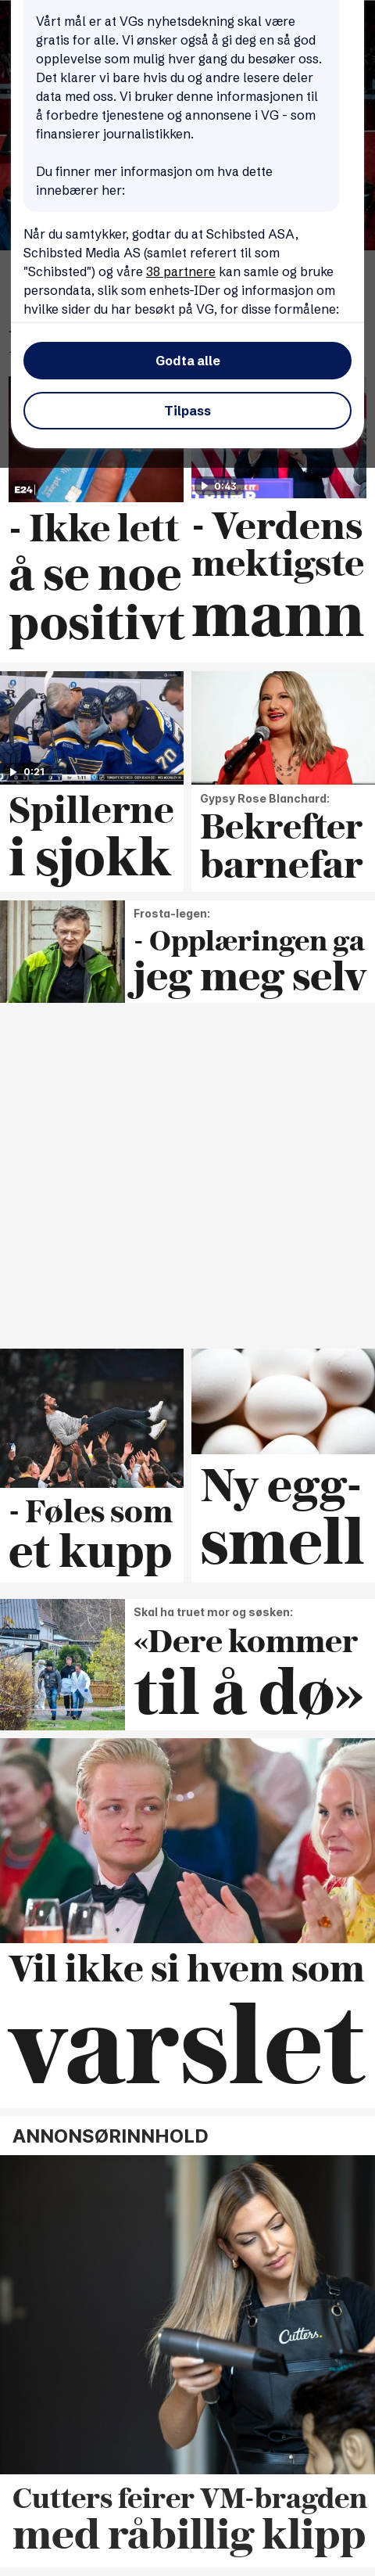 Vårt mål er at VGs nyhetsdekning skal være
gratis for alle. Vi ønsker også å gi deg en så god
opplevelse som mulig hver gang du besøker oss.
Det klarer vi bare hvis du og andre lesere deler
data med oss. Vi bruker denne informasjonen til
å forbedre tjenestene og annonsene i VG - som
finansierer journalistikken.
Du finner mer informasjon om hva dette
innebærer her:
Når du samtykker, godtar du at Schibsted ASA,
Schibsted Media AS (samlet referert til som
"Schibsted") og våre 38 partnere kan samle og bruke
persondata, slik som enhets-IDer og informasjon om
hvilke sider du har besøkt på VG, for disse formålene:
Godta alle
Tilpass
E24
- Ikke lett
å se noe
positivt
0:43
- Verdens
mektigste
mann
0:21
70
Spillerne
i sjokk
Gypsy Rose Blanchard:
Bekrefter
barnefar
Frosta-legen:
- Opplæringen ga
jeg meg selv
- Føles som
et kupp
Ny egg-
smell
Skal ha truet mor og søsken:
«Dere kommer
til å dø»
Vil ikke si hvem som
varslet
ANNONSØRINNHOLD
Cutters.
Cutters feirer VM-bragden
med råbillig klipp